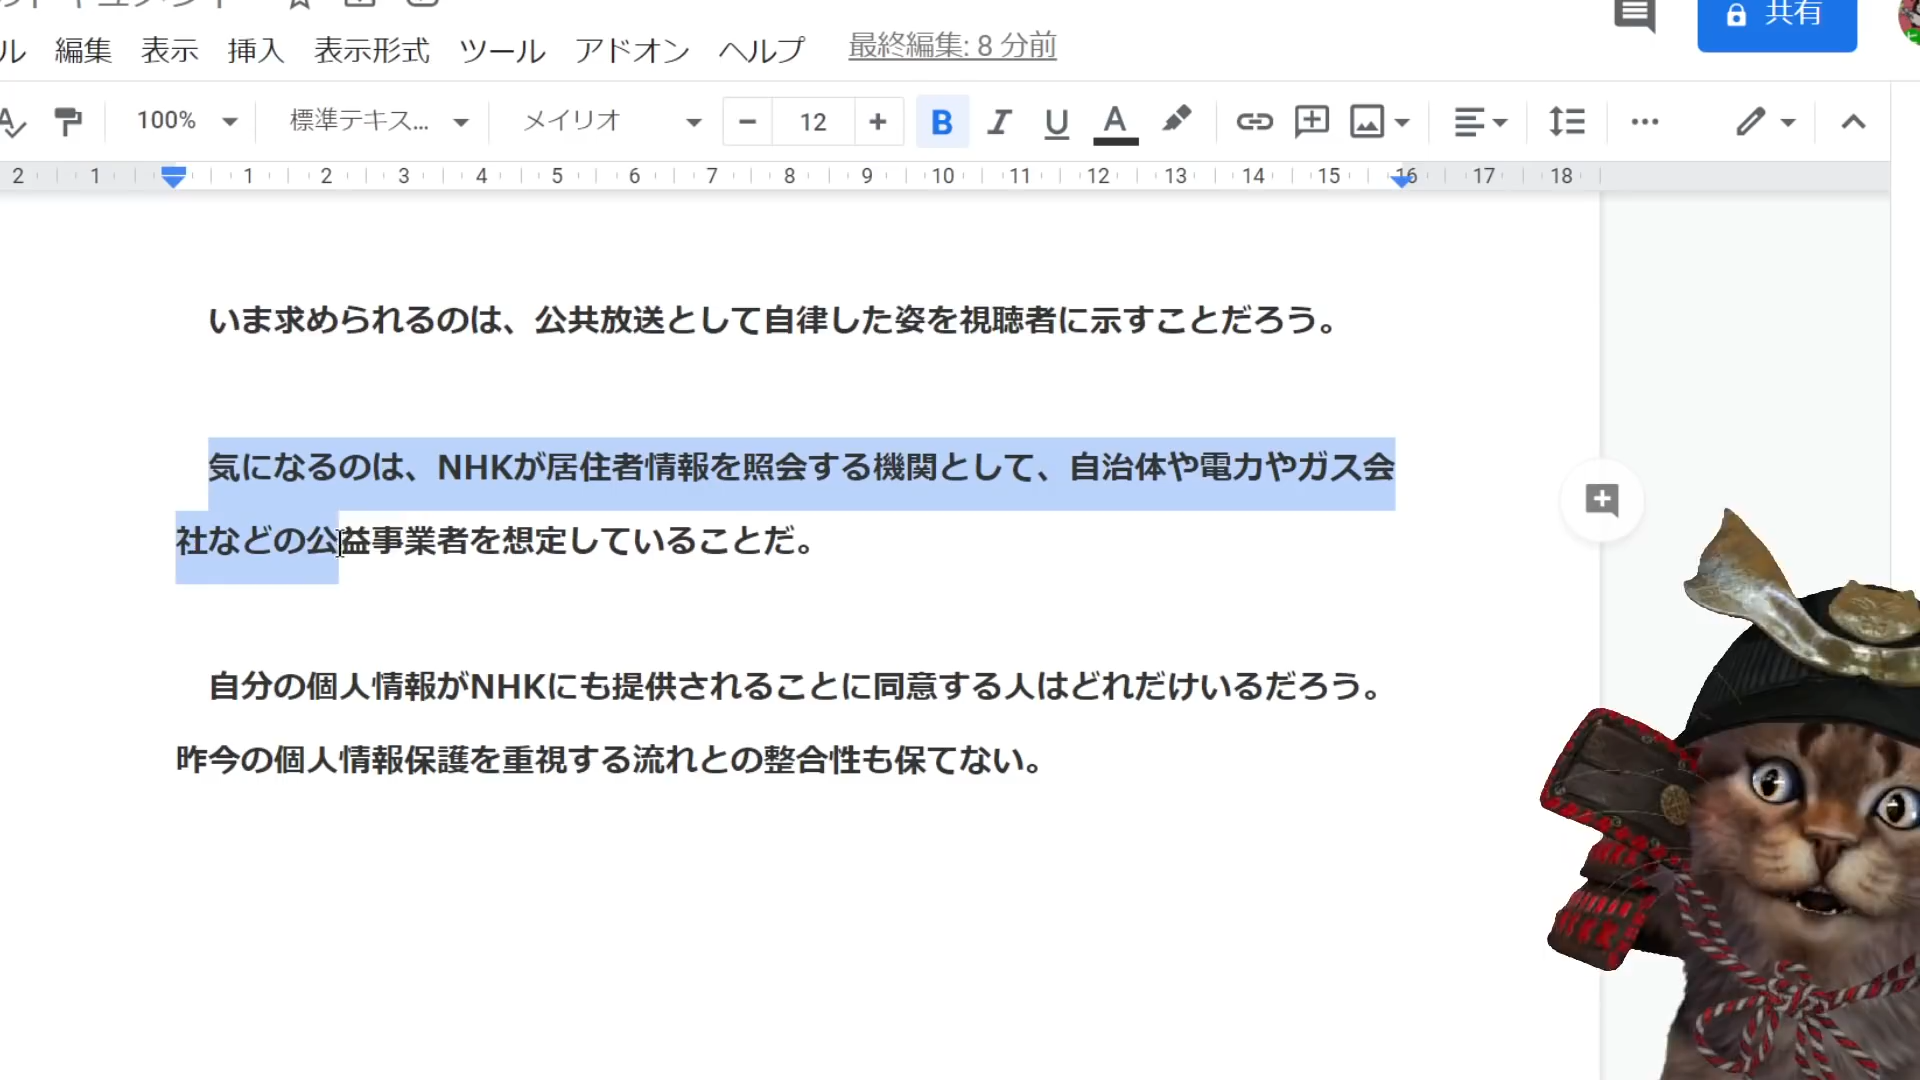 ル 編集 表示 挿入 表示形式 ツール アドオン ヘルプ 最終編集: 8 分前 共有
100% 標準テキス... メイリオ − 12 + B I U A
2 1 1 2 3 4 5 6 7 8 9 10 11 12 13 14 15 16 17 18
いま求められるのは、公共放送として自律した姿を視聴者に示すことだろう。
気になるのは、NHKが居住者情報を照会する機関として、自治体や電力やガス会
社などの公益事業者を想定していることだ。
自分の個人情報がNHKにも提供されることに同意する人はどれだけいるだろう。
昨今の個人情報保護を重視する流れとの整合性も保てない。